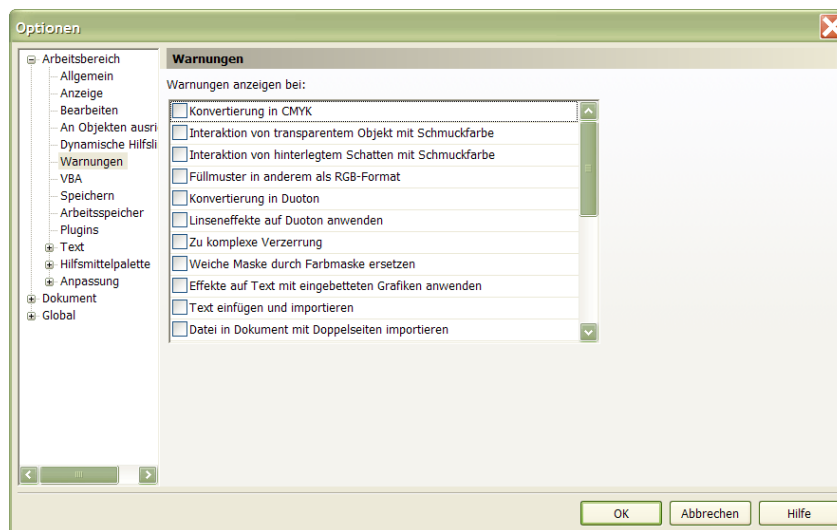 Optionen
Arbeitsbereich
Allgemein
Anzeige
Bearbeiten
An Objekten ausri
Dynamische Hilfsli
Warnungen
VBA
Speichern
Arbeitsspeicher
Plugins
Text
Hilfsmittelpalette
Anpassung
Dokument
Global
Warnungen
Warnungen anzeigen bei:
Konvertierung in CMYK
Interaktion von transparentem Objekt mit Schmuckfarbe
Interaktion von hinterlegtem Schatten mit Schmuckfarbe
Füllmuster in anderem als RGB-Format
Konvertierung in Duoton
Linseneffekte auf Duoton anwenden
Zu komplexe Verzerrung
Weiche Maske durch Farbmaske ersetzen
Effekte auf Text mit eingebetteten Grafiken anwenden
Text einfügen und importieren
Datei in Dokument mit Doppelseiten importieren
OK
Abbrechen
Hilfe